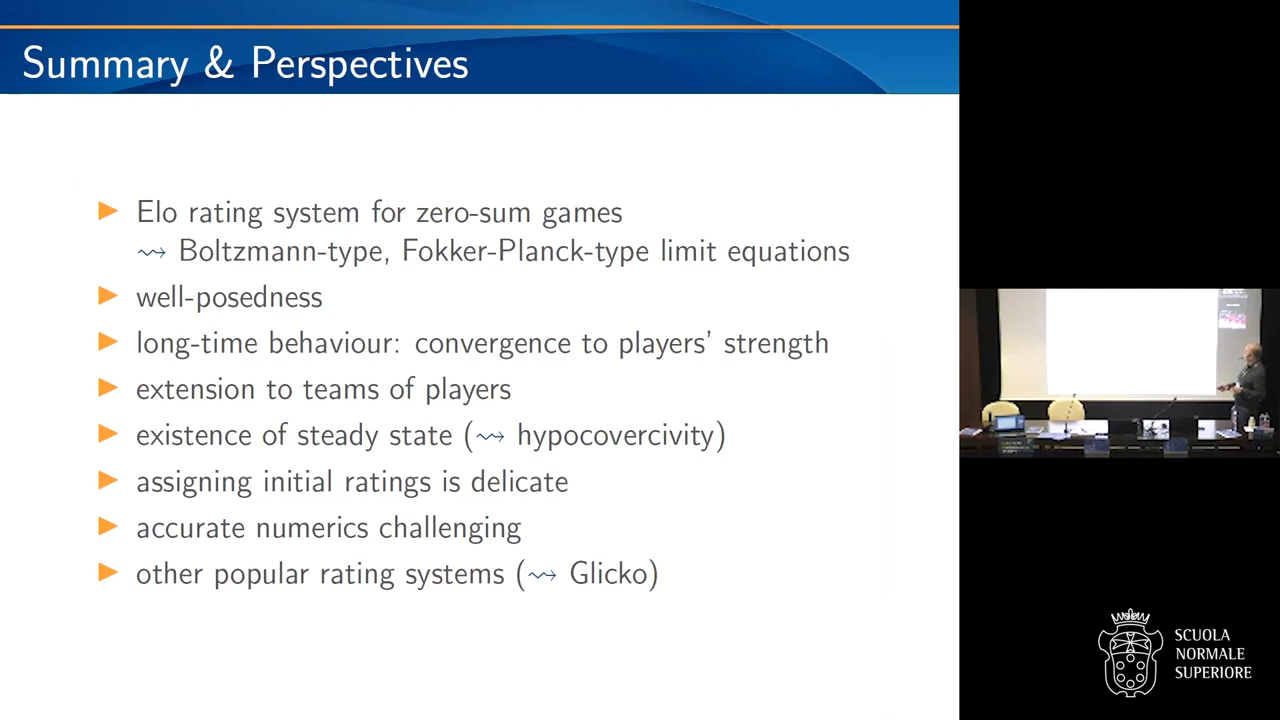 Summary & Perspectives
▶ Elo rating system for zero-sum games
⇝ Boltzmann-type, Fokker-Planck-type limit equations
▶ well-posedness
▶ long-time behaviour: convergence to players' strength
▶ extension to teams of players
▶ existence of steady state (⇝ hypocovercivity)
▶ assigning initial ratings is delicate
▶ accurate numerics challenging
▶ other popular rating systems (⇝ Glicko)
SCUOLA
NORMALE
SUPERIORE